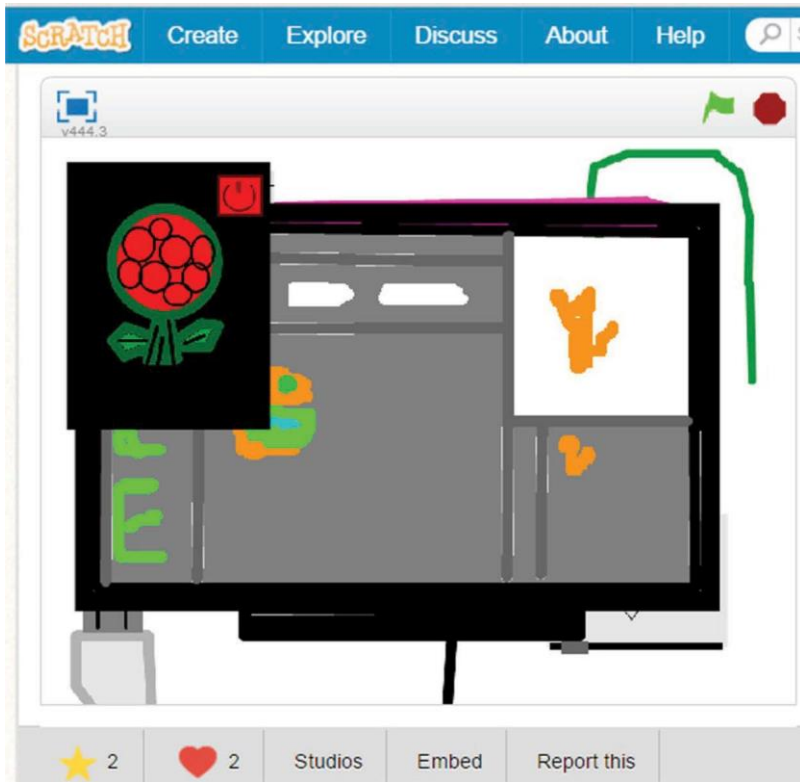 SCRATCH Create Explore Discuss About Help
v444.3
E
2 2 Studios Embed Report this